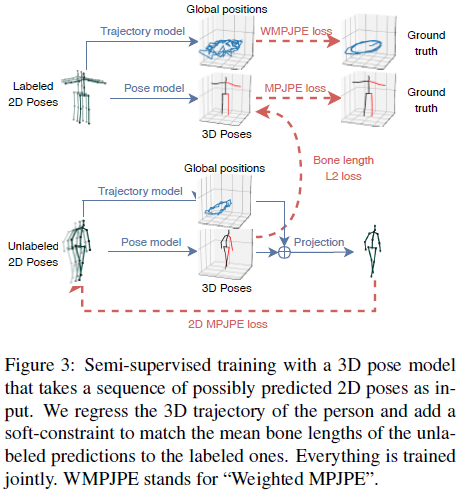 Global positions
Trajectory model
WMPJPE loss
Ground
truth
Labeled
2D Poses
Pose model
MPJPE loss
Ground
truth
3D Poses
Bone length
L2 loss
Global positions
Trajectory model
Unlabeled
2D Poses
Pose model
Projection
3D Poses
2D MPJPE loss
Figure 3: Semi-supervised training with a 3D pose model
that takes a sequence of possibly predicted 2D poses as in-
put. We regress the 3D trajectory of the person and add a
soft-constraint to match the mean bone lengths of the unla-
beled predictions to the labeled ones. Everything is trained
jointly. WMPJPE stands for “Weighted MPJPE”.